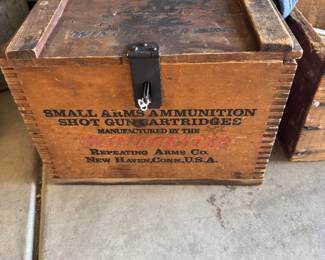 SMALL ARMS AMMUNITION
SHOT GUN CARTRIDGES
MANUFACTURED BY THE
REPEATING ARMS CO.
NEW HAVEN, CONN., U.S.A.